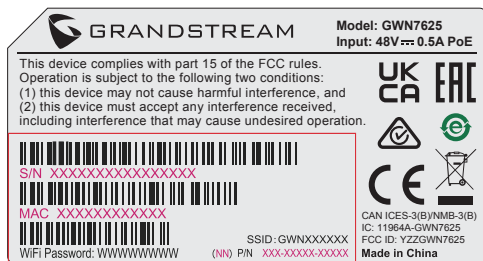 GRANDSTREAM
Model: GWN7625
Input: 48V⎓0.5A PoE
This device complies with part 15 of the FCC rules.
Operation is subject to the following two conditions:
(1) this device may not cause harmful interference, and
(2) this device must accept any interference received,
including interference that may cause undesired operation.
UK
CA
EAC
e
CE
S/N XXXXXXXXXXXXXXXX
MAC XXXXXXXXXXXX
WiFi Password: WWWWWWWWW
SSID:GWNXXXXXX
(NN) P/N XXX-XXXXX-XXXXX
CAN ICES-3(B)/NMB-3(B)
IC: 11964A-GWN7625
FCC ID: YZZGWN7625
Made in China